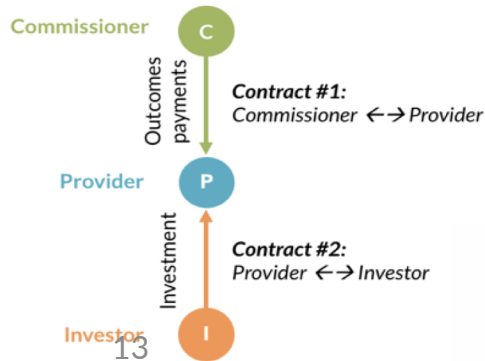 Commissioner
C
Outcomes
payments
Contract #1:
Commissioner ←→ Provider
Provider
P
Investment
Contract #2:
Provider ←→ Investor
Investor
I
13